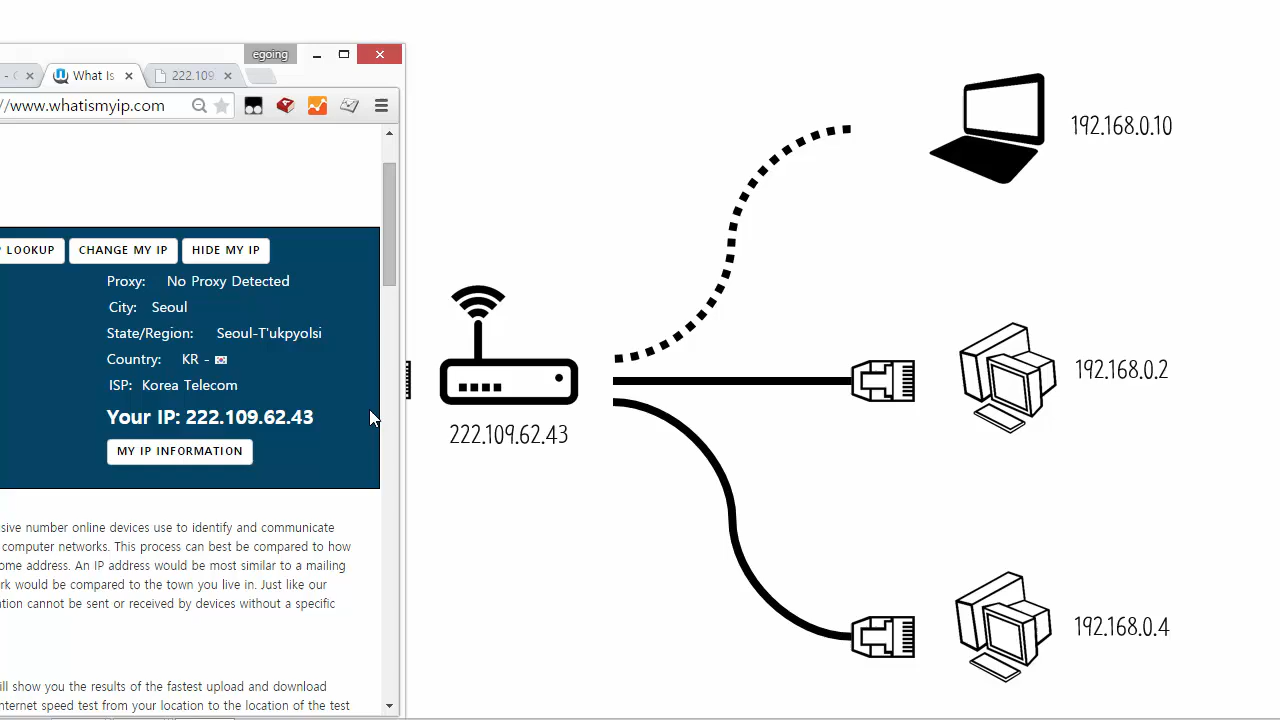 egoing
What Is
222.109
//www.whatismyip.com
LOOKUP
CHANGE MY IP
HIDE MY IP
Proxy: No Proxy Detected
City: Seoul
State/Region: Seoul-T'ukpyolsi
Country: KR -
ISP: Korea Telecom
Your IP: 222.109.62.43
MY IP INFORMATION
sive number online devices use to identify and communicate
computer networks. This process can best be compared to how
ome address. An IP address would be most similar to a mailing
rk would be compared to the town you live in. Just like our
ation cannot be sent or received by devices without a specific
ill show you the results of the fastest upload and download
nternet speed test from your location to the location of the test
222.109.62.43
192.168.0.10
192.168.0.2
192.168.0.4